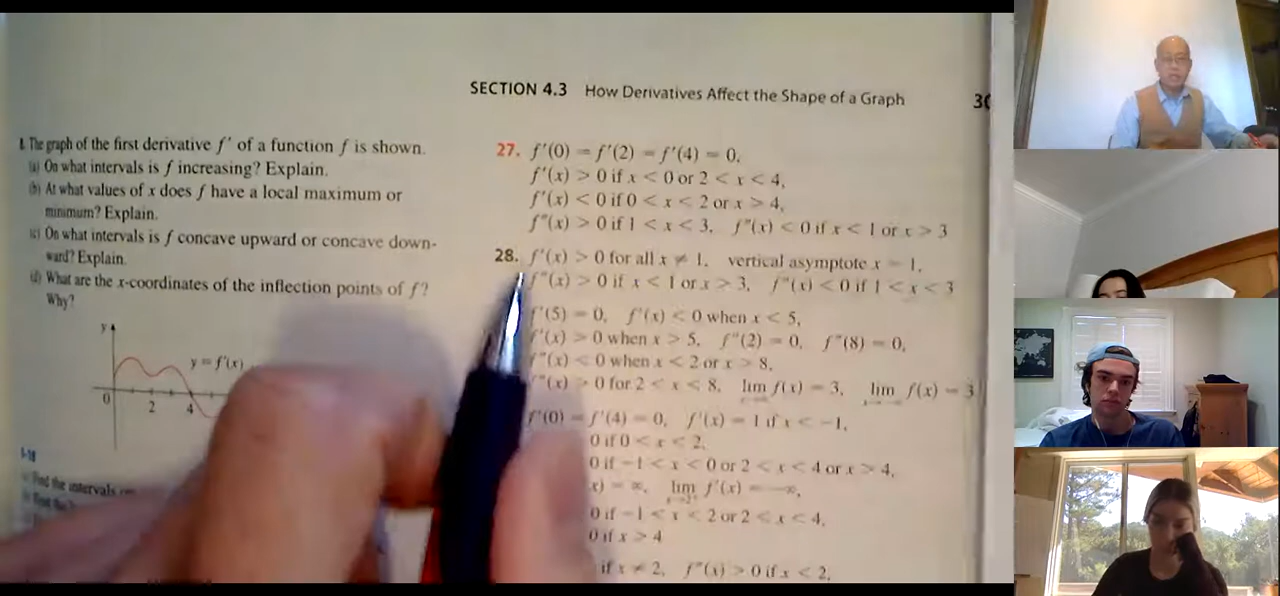 SECTION 4.3 How Derivatives Affect the Shape of a Graph
The graph of the first derivative f' of a function f is shown.
(a) On what intervals is f increasing? Explain.
(b) At what values of x does f have a local maximum or
minimum? Explain.
(c) On what intervals is f concave upward or concave down-
ward? Explain.
(d) What are the x-coordinates of the inflection points of f?
Why?
y
y = f'(x)
0 2 4
Find the intervals
27. f'(0) = f'(2) = f'(4) = 0,
f'(x) > 0 if x < 0 or 2 < x < 4,
f'(x) < 0 if 0 < x < 2 or x > 4,
f"(x) > 0 if 1 < x < 3, f"(x) < 0 if x < 1 or x > 3
28. f'(x) > 0 for all x ≠ 1, vertical asymptote x = 1,
f"(x) > 0 if x < 1 or x > 3, f"(x) < 0 if 1 < x < 3
f'(5) = 0, f'(x) < 0 when x < 5,
f'(x) > 0 when x > 5, f"(2) = 0, f"(8) = 0,
f"(x) < 0 when x < 2 or x > 8,
"(x) > 0 for 2 < x < 8, lim f(x) = 3, lim f(x) = 3
f'(0) = f'(4) = 0, f'(x) = 1 if x < −1,
0 if 0 < x < 2,
0 if −1 < x < 0 or 2 < x < 4 or x > 4,
x) = ∞, lim f'(x) = −∞,
0 if −1 < x < 2 or 2 < x < 4,
0 if x > 4
if x ≠ 2, f"(x) > 0 if x < 2,